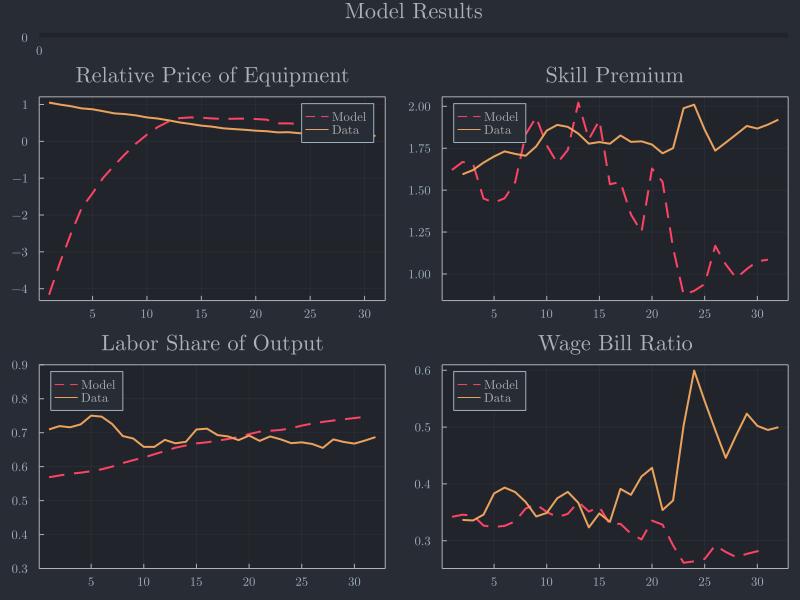 Model Results
0
0
Relative Price of Equipment
1
0
−1
−2
−3
−4
5 10 15 20 25 30
Model
Data
Skill Premium
2.00
1.75
1.50
1.25
1.00
5 10 15 20 25 30
Model
Data
Labor Share of Output
0.9
0.8
0.7
0.6
0.5
0.4
0.3
5 10 15 20 25 30
Model
Data
Wage Bill Ratio
0.6
0.5
0.4
0.3
5 10 15 20 25 30
Model
Data